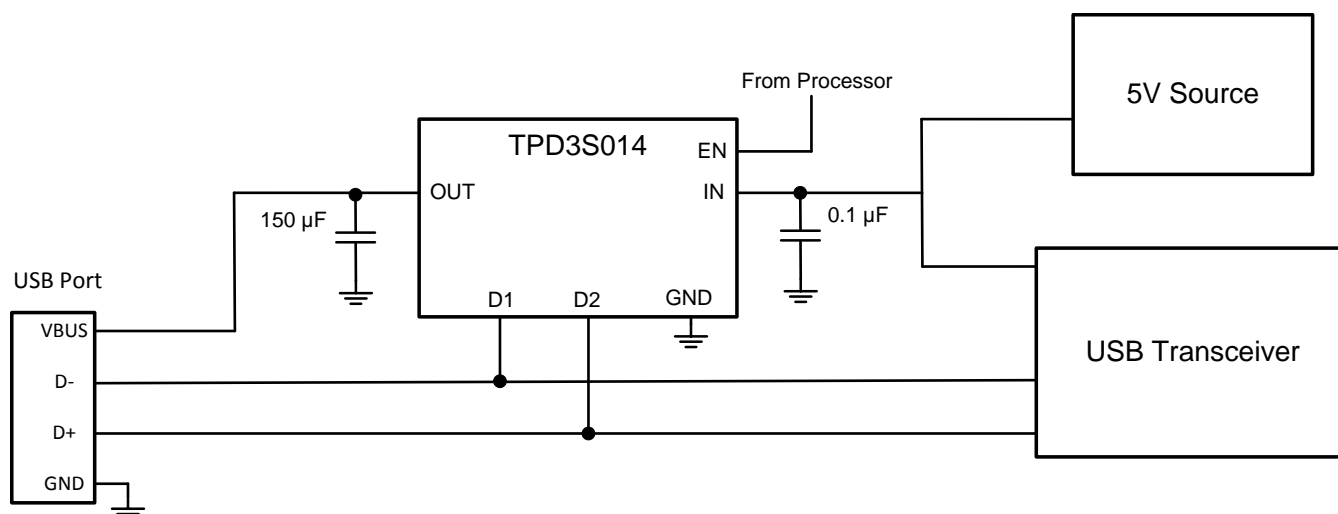 From Processor
5V Source
TPD3S014
EN
OUT
IN
150 µF
0.1 µF
USB Port
D1
D2
GND
VBUS
USB Transceiver
D-
D+
GND